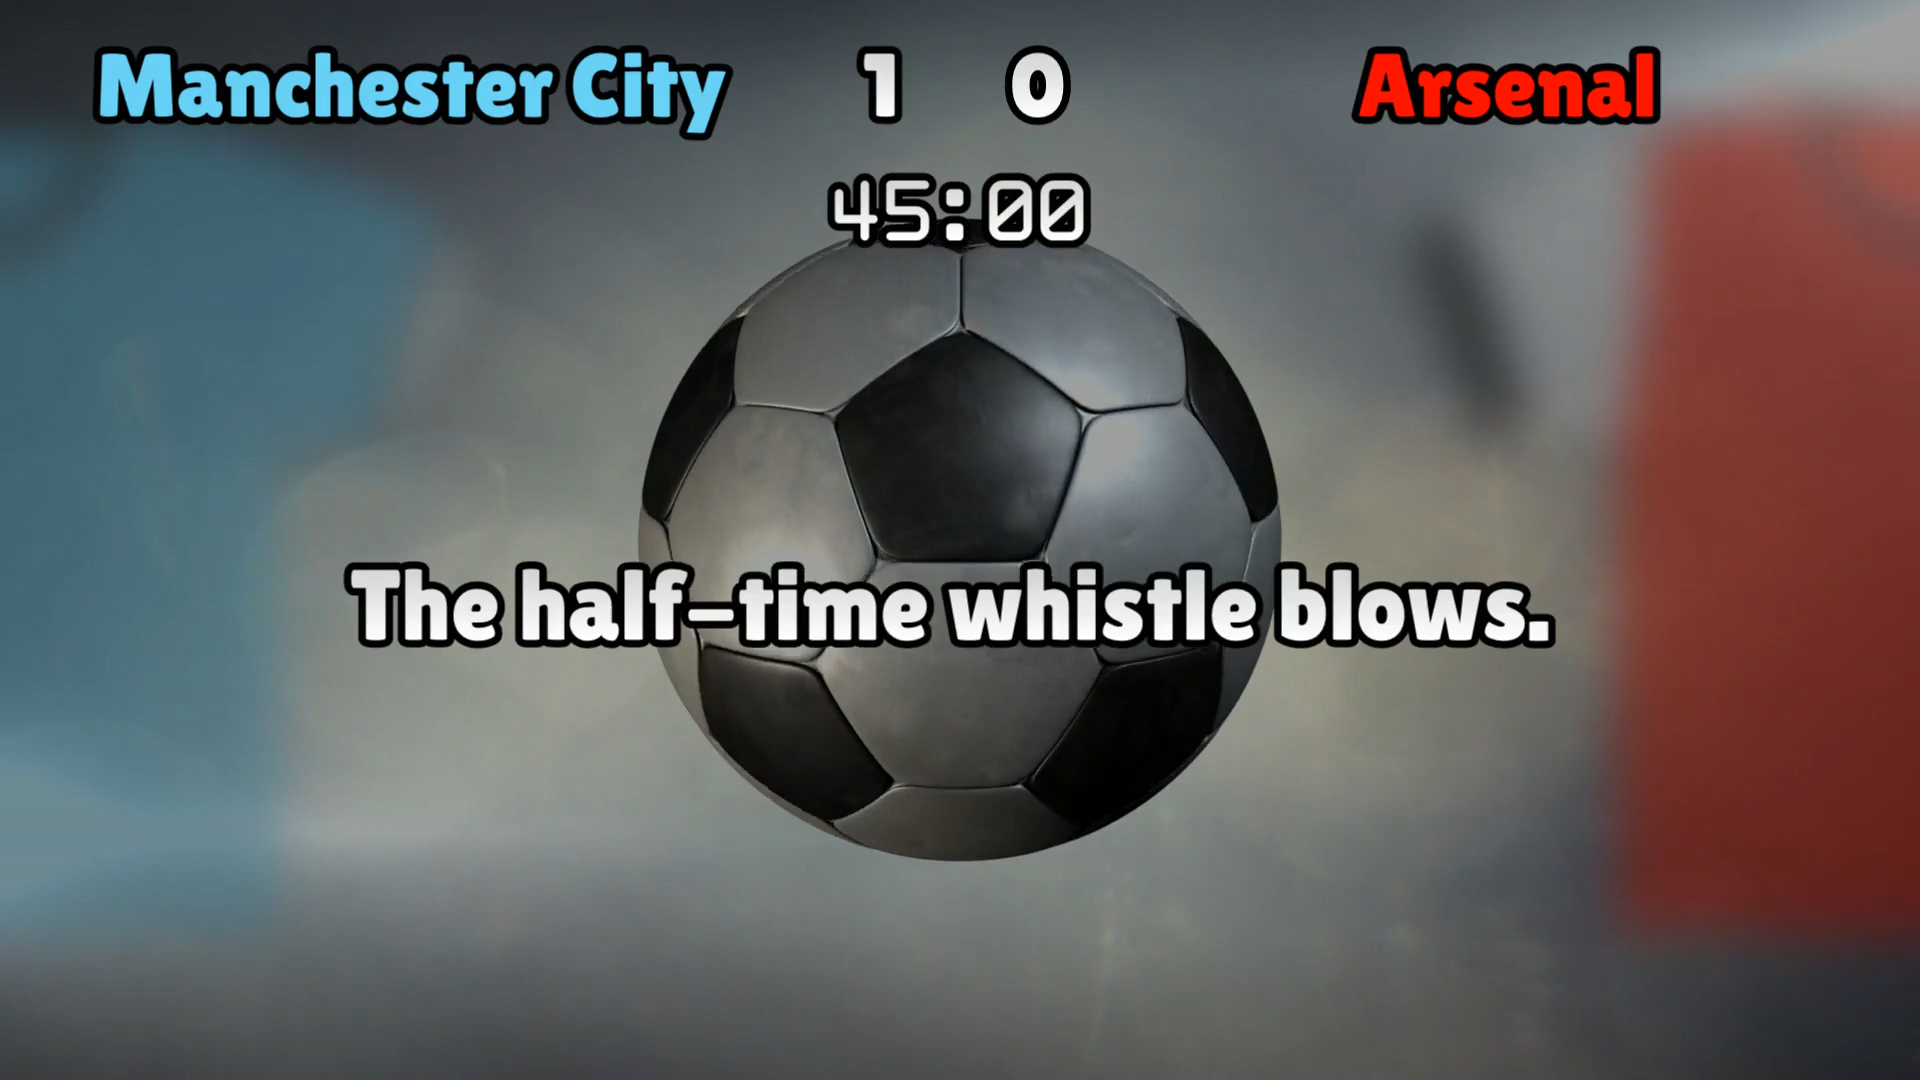 Manchester City 1 0 Arsenal
45:00
The half-time whistle blows.